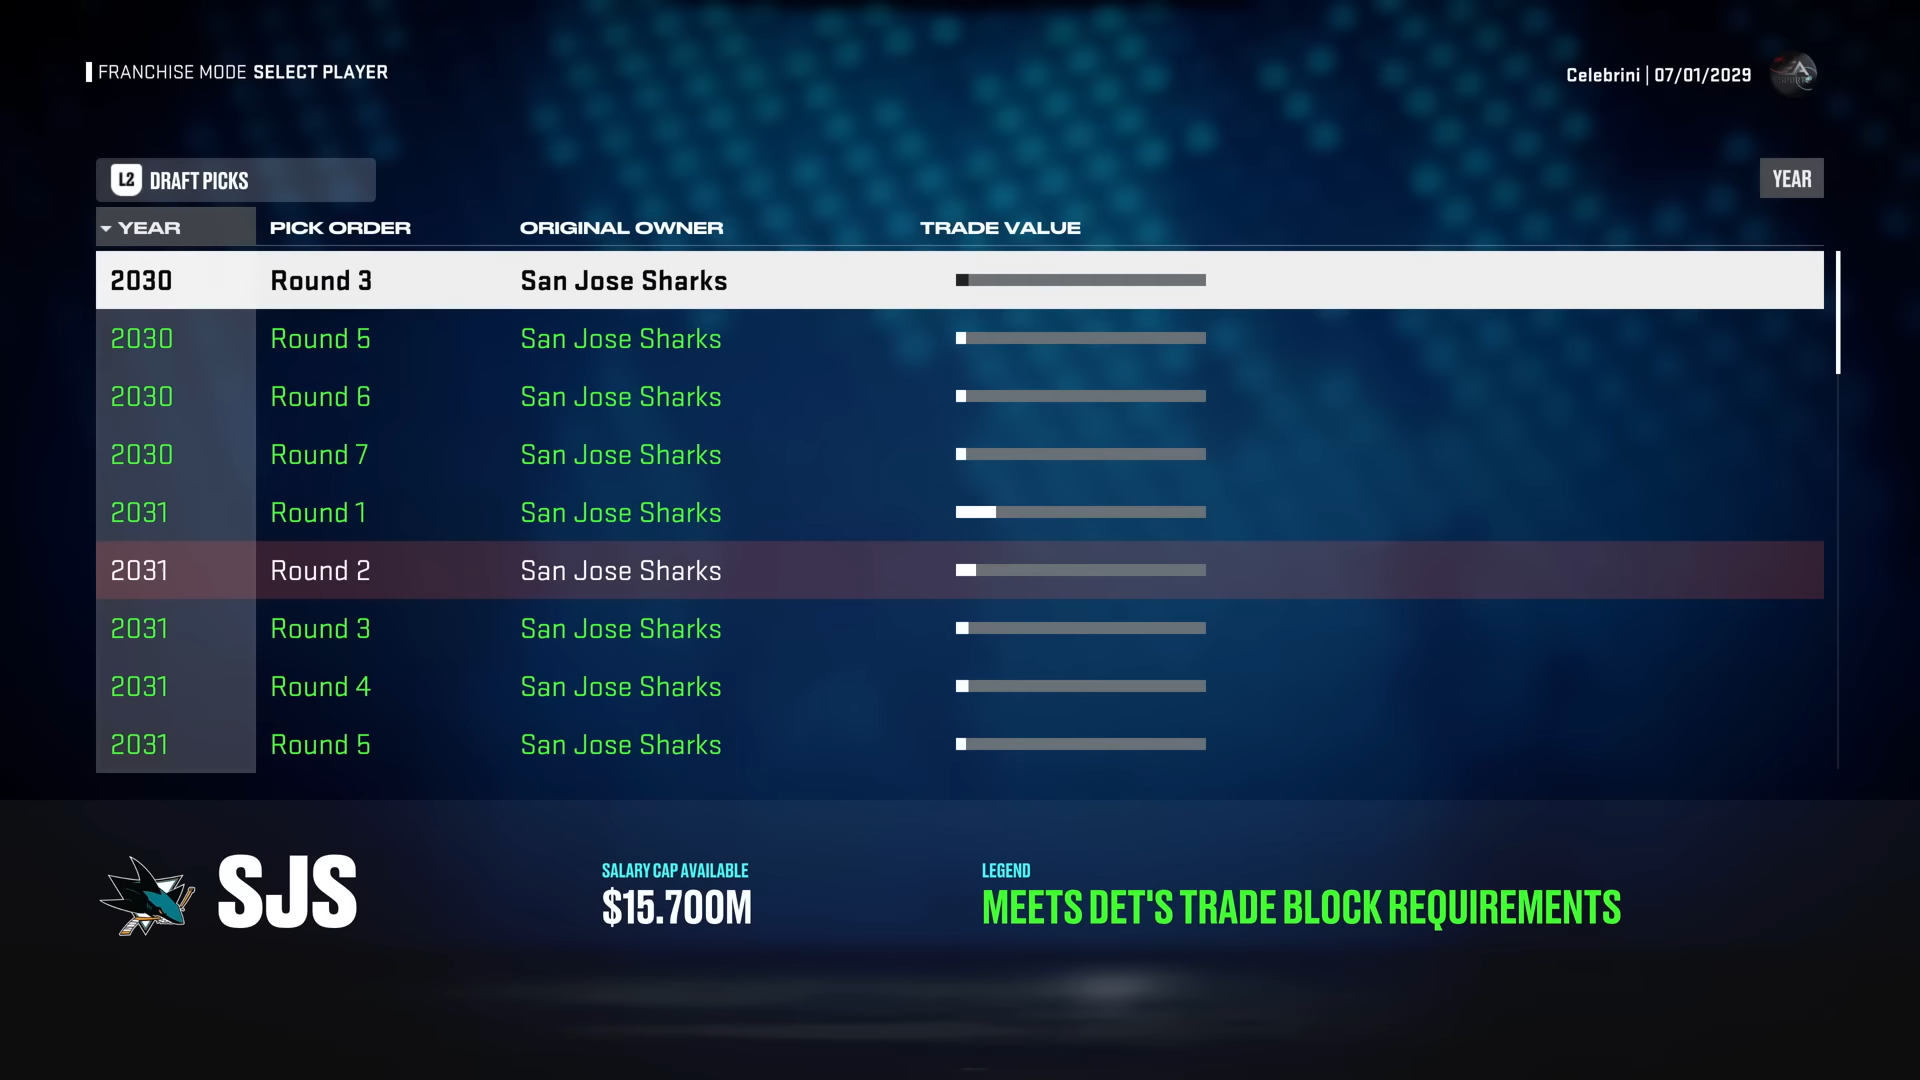 FRANCHISE MODE SELECT PLAYER
Celebrini | 07/01/2029
L2 DRAFT PICKS
YEAR
YEAR PICK ORDER ORIGINAL OWNER TRADE VALUE
2030 Round 3 San Jose Sharks
2030 Round 5 San Jose Sharks
2030 Round 6 San Jose Sharks
2030 Round 7 San Jose Sharks
2031 Round 1 San Jose Sharks
2031 Round 2 San Jose Sharks
2031 Round 3 San Jose Sharks
2031 Round 4 San Jose Sharks
2031 Round 5 San Jose Sharks
SJS
SALARY CAP AVAILABLE
$15.700M
LEGEND
MEETS DET'S TRADE BLOCK REQUIREMENTS